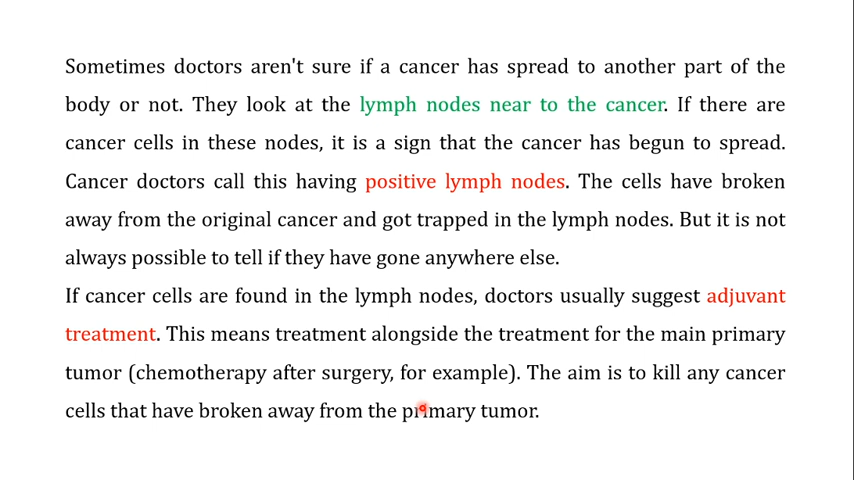 Sometimes doctors aren't sure if a cancer has spread to another part of the
body or not. They look at the lymph nodes near to the cancer. If there are
cancer cells in these nodes, it is a sign that the cancer has begun to spread.
Cancer doctors call this having positive lymph nodes. The cells have broken
away from the original cancer and got trapped in the lymph nodes. But it is not
always possible to tell if they have gone anywhere else.
If cancer cells are found in the lymph nodes, doctors usually suggest adjuvant
treatment. This means treatment alongside the treatment for the main primary
tumor (chemotherapy after surgery, for example). The aim is to kill any cancer
cells that have broken away from the primary tumor.